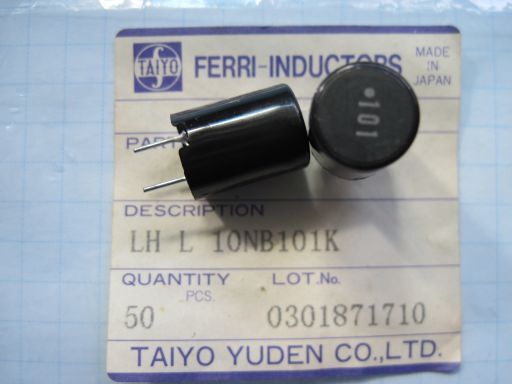 TAIYO
FERRI-INDUCTORS
MADE
IN
JAPAN
101
PART
DESCRIPTION
LH L 10NB101K
QUANTITY LOT.No.
PCS.
50 0301871710
TAIYO YUDEN CO.,LTD.